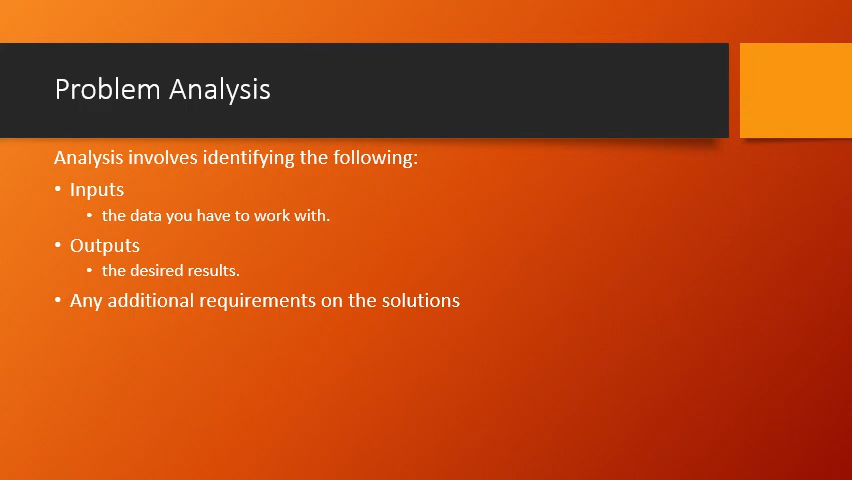 Problem Analysis
Analysis involves identifying the following:
• Inputs
• the data you have to work with.
• Outputs
• the desired results.
• Any additional requirements on the solutions